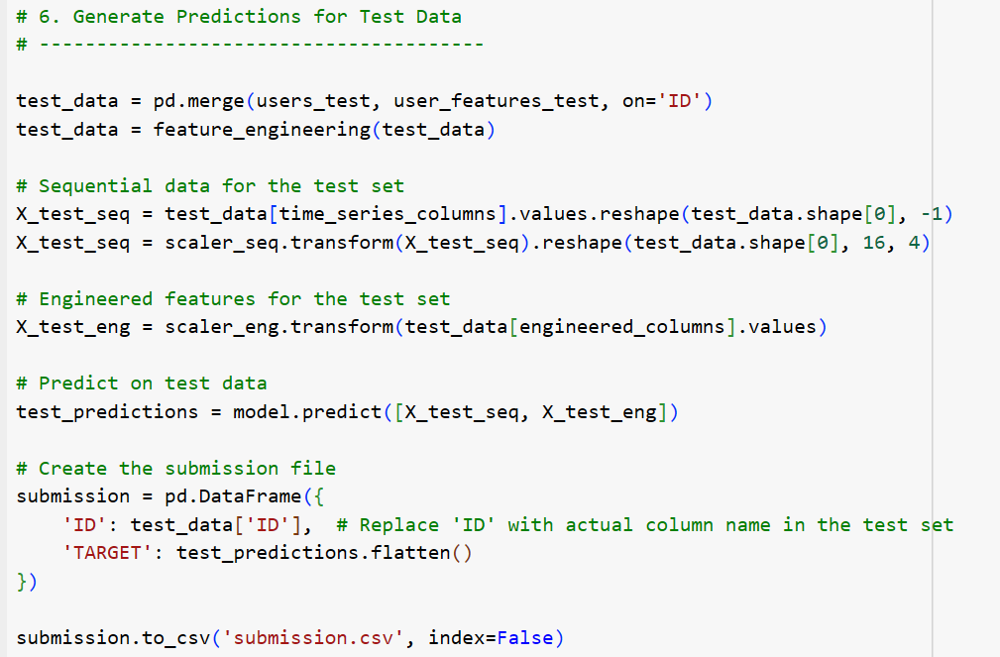 # 6. Generate Predictions for Test Data
# ---------------------------------------
test_data = pd.merge(users_test, user_features_test, on='ID')
test_data = feature_engineering(test_data)
# Sequential data for the test set
X_test_seq = test_data[time_series_columns].values.reshape(test_data.shape[0], -1)
X_test_seq = scaler_seq.transform(X_test_seq).reshape(test_data.shape[0], 16, 4)
# Engineered features for the test set
X_test_eng = scaler_eng.transform(test_data[engineered_columns].values)
# Predict on test data
test_predictions = model.predict([X_test_seq, X_test_eng])
# Create the submission file
submission = pd.DataFrame({
    'ID': test_data['ID'],  # Replace 'ID' with actual column name in the test set
    'TARGET': test_predictions.flatten()
})
submission.to_csv('submission.csv', index=False)